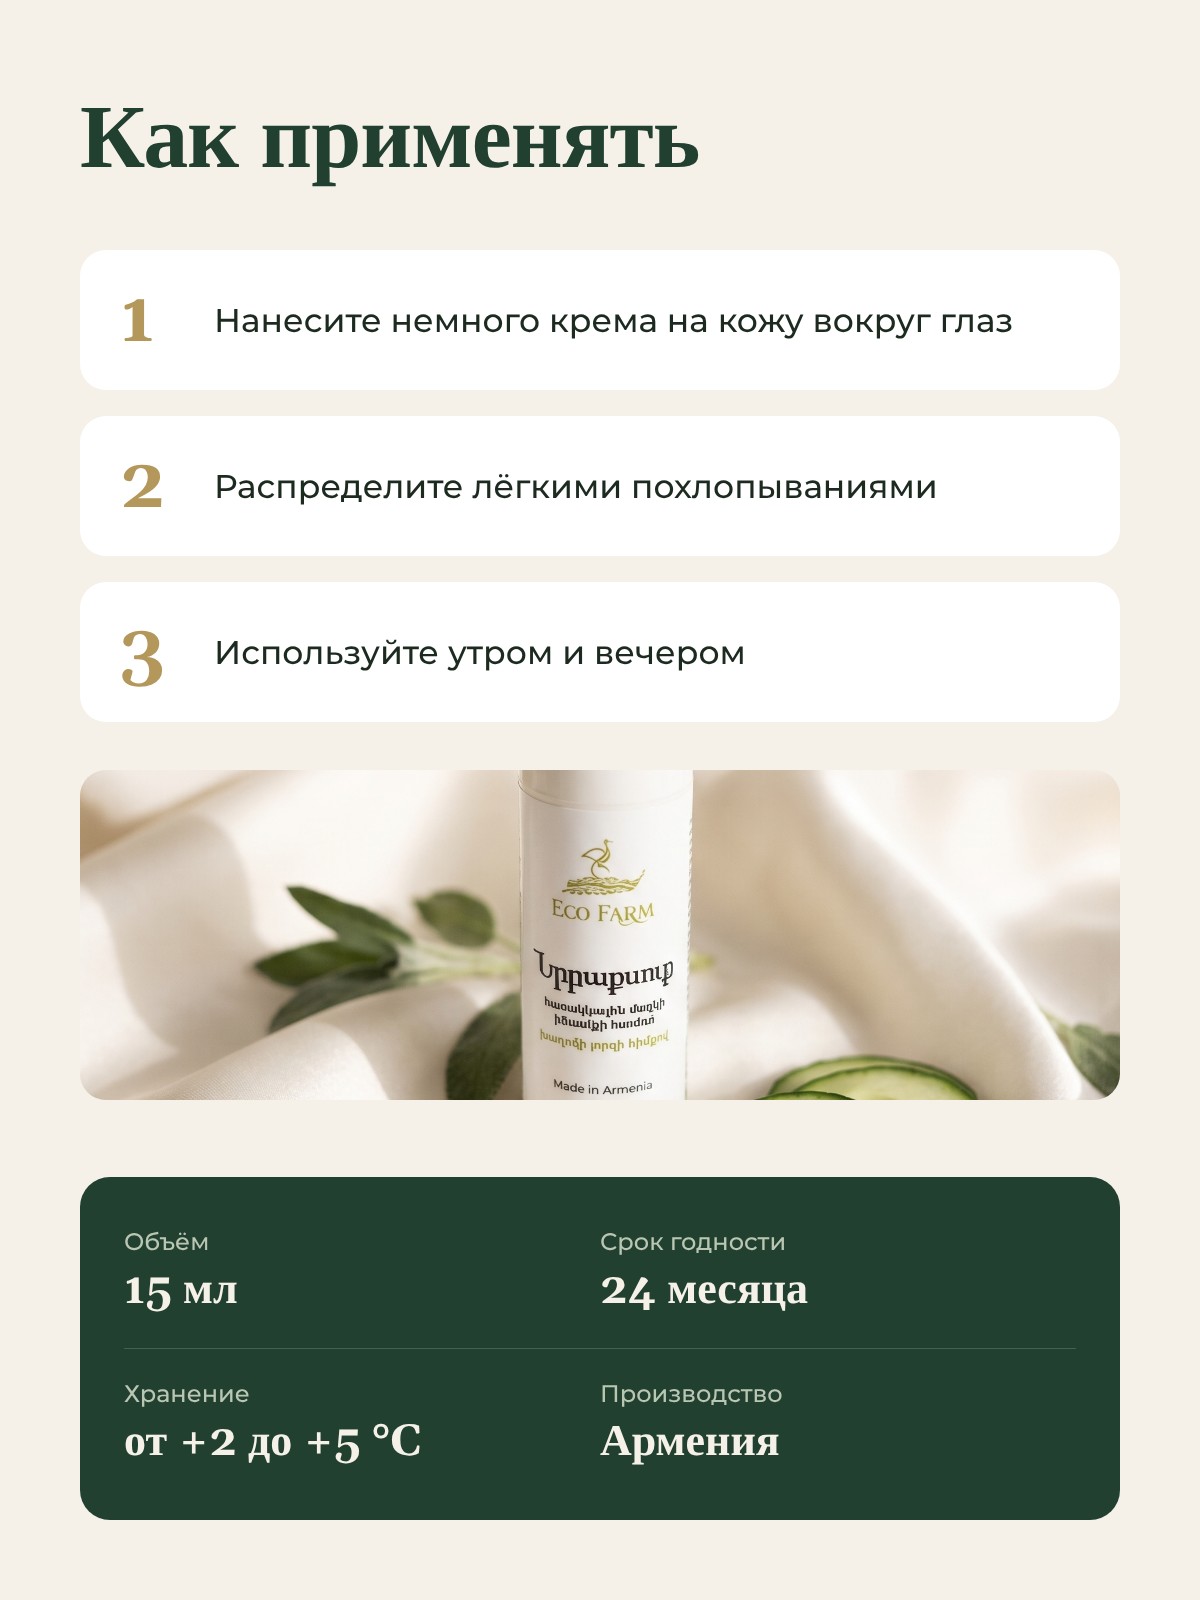 Как применять
1 Нанесите немного крема на кожу вокруг глаз
2 Распределите лёгкими похлопываниями
3 Используйте утром и вечером
Eco Farm
Made in Armenia
Объём
Срок годности
15 мл
24 месяца
Хранение
Производство
от +2 до +5 °C
Армения